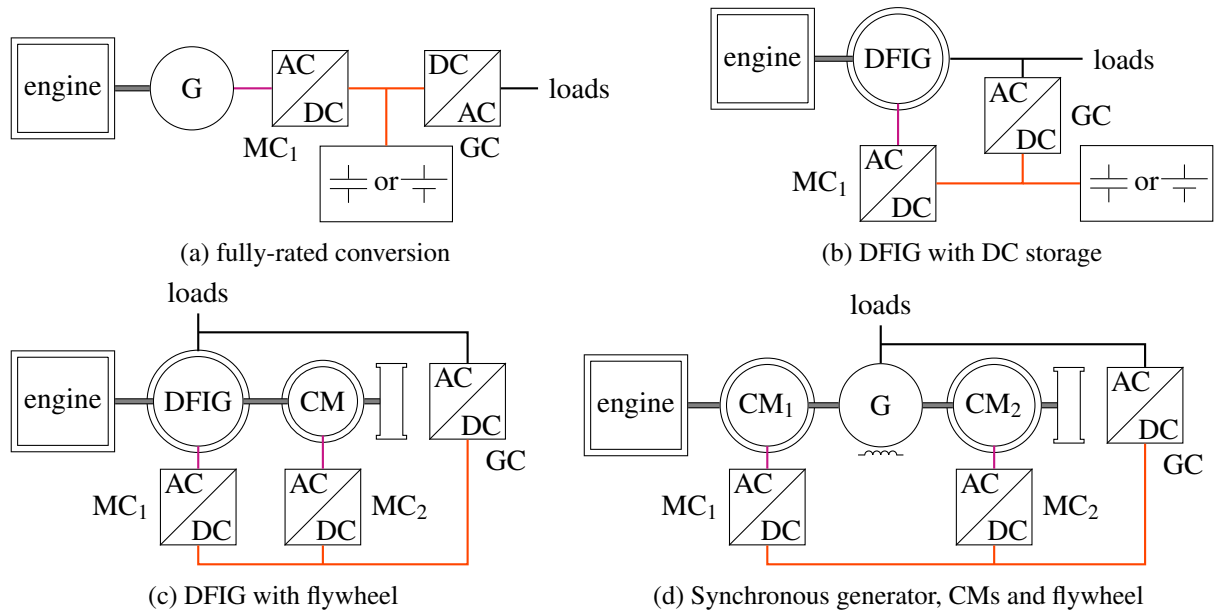 engine
G
AC
DC
MC₁
DC
AC
GC
loads
or
(a) fully-rated conversion
engine
DFIG
loads
AC
DC
GC
MC₁
AC
DC
or
(b) DFIG with DC storage
loads
engine
DFIG
CM
AC
DC
GC
MC₁
AC
DC
AC
DC
MC₂
(c) DFIG with flywheel
loads
engine
CM₁
G
CM₂
AC
DC
GC
MC₁
AC
DC
AC
DC
MC₂
(d) Synchronous generator, CMs and flywheel